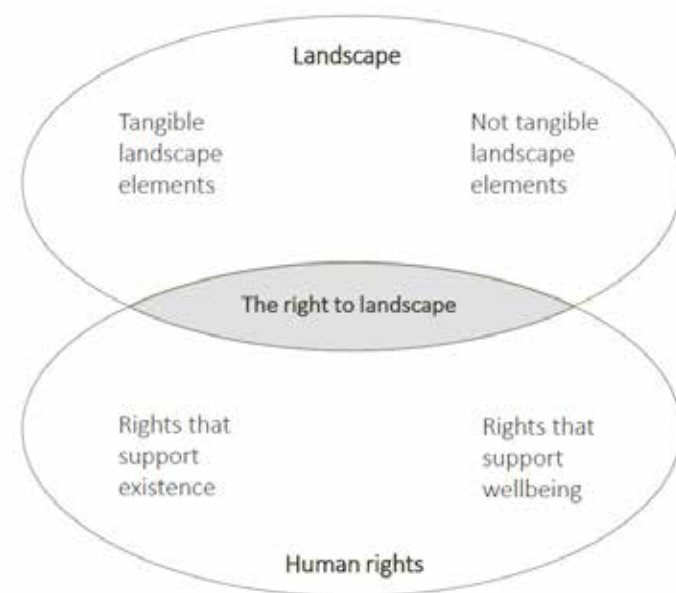 Landscape
Tangible
landscape
elements
Not tangible
landscape
elements
The right to landscape
Rights that
support
existence
Rights that
support
wellbeing
Human rights